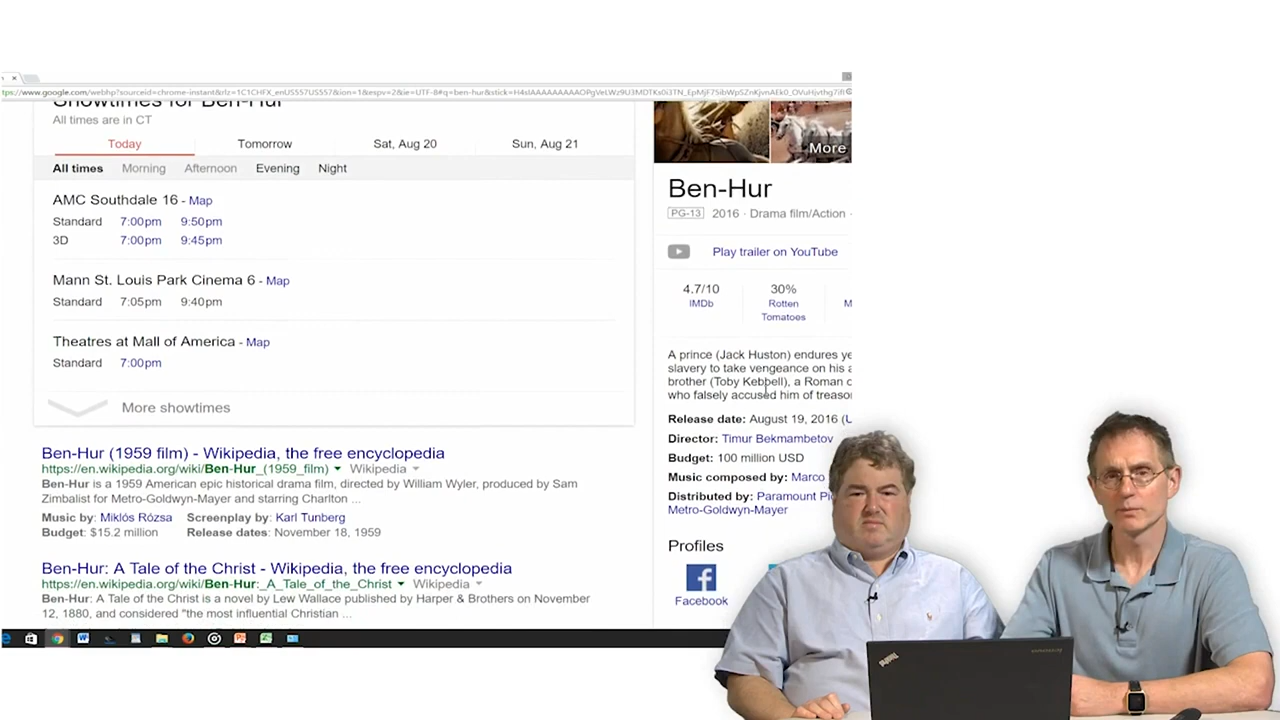 Showtimes for Ben-Hur
All times are in CT
Today Tomorrow Sat, Aug 20 Sun, Aug 21
All times Morning Afternoon Evening Night
AMC Southdale 16 - Map
Standard 7:00pm 9:50pm
3D 7:00pm 9:45pm
Mann St. Louis Park Cinema 6 - Map
Standard 7:05pm 9:40pm
Theatres at Mall of America - Map
Standard 7:00pm
More showtimes
Ben-Hur (1959 film) - Wikipedia, the free encyclopedia
https://en.wikipedia.org/wiki/Ben-Hur_(1959_film) Wikipedia
Ben-Hur is a 1959 American epic historical drama film, directed by William Wyler, produced by Sam
Zimbalist for Metro-Goldwyn-Mayer and starring Charlton ...
Music by: Miklós Rózsa Screenplay by: Karl Tunberg
Budget: $15.2 million Release dates: November 18, 1959
Ben-Hur: A Tale of the Christ - Wikipedia, the free encyclopedia
https://en.wikipedia.org/wiki/Ben-Hur:_A_Tale_of_the_Christ Wikipedia
Ben-Hur: A Tale of the Christ is a novel by Lew Wallace published by Harper & Brothers on November
12, 1880, and considered "the most influential Christian ...
More
Ben-Hur
PG-13 2016 · Drama film/Action ·
Play trailer on YouTube
4.7/10 30% 
IMDb Rotten M
Tomatoes
A prince (Jack Huston) endures ye
slavery to take vengeance on his a
brother (Toby Kebbell), a Roman o
who falsely accused him of treaso
Release date: August 19, 2016 (U
Director: Timur Bekmambetov
Budget: 100 million USD
Music composed by: Marco
Distributed by: Paramount Pi
Metro-Goldwyn-Mayer
Profiles
Facebook
ThinkPad